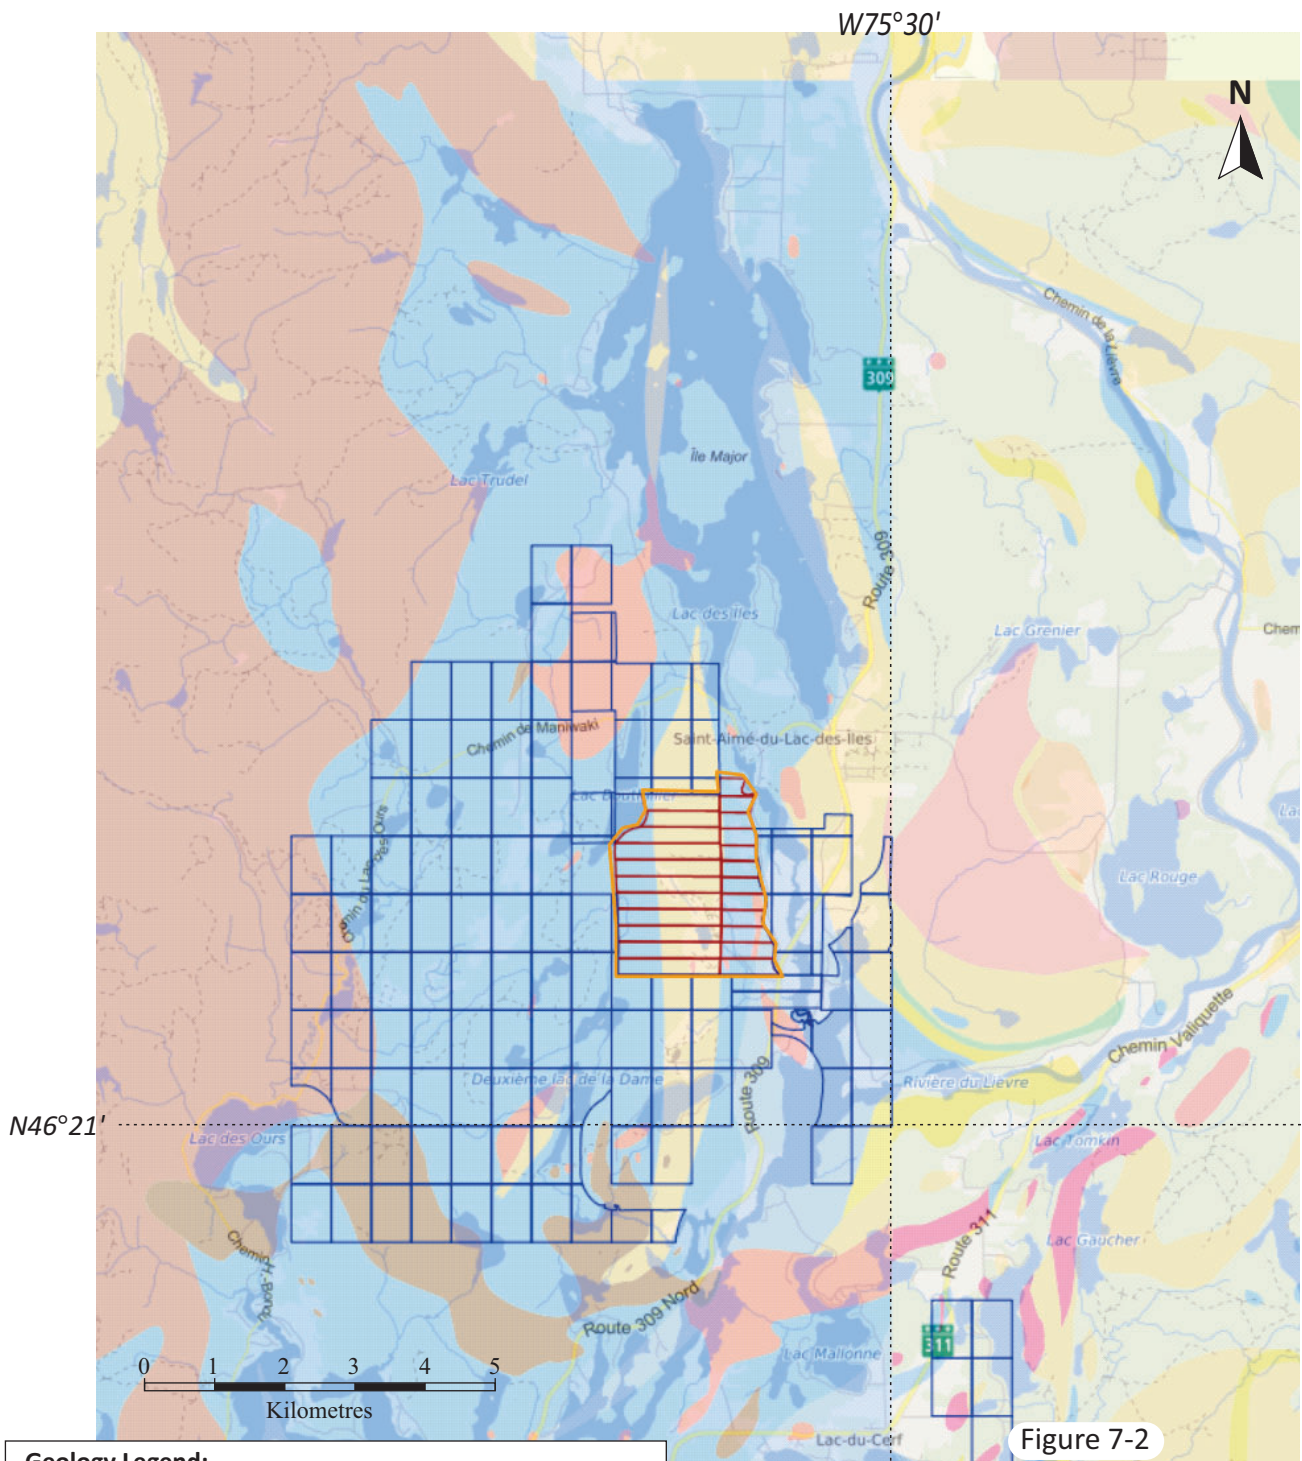 W75°30'
N
Chemin de la Lièvre
309
Île Major
Lac Trudel
Route 309
Lac des Îles
Lac Grenier
Chem
Chemin de Maniwaki
Saint-Aimé-du-Lac-des-Îles
Lac Bouthillier
Chemin du Lac des Ours
Lac Rouge
Chemin Valiquette
Deuxième lac de la Dame
Route 309
Rivière du Lièvre
N46°21'
Lac des Ours
Lac Tomkin
Route 311
Lac Gaucher
Chemin H.-Bondu
Route 309 Nord
311
Lac Mallonne
0 1 2 3 4 5
Kilometres
Lac-du-Cerf
Figure 7-2
Geology Legend: